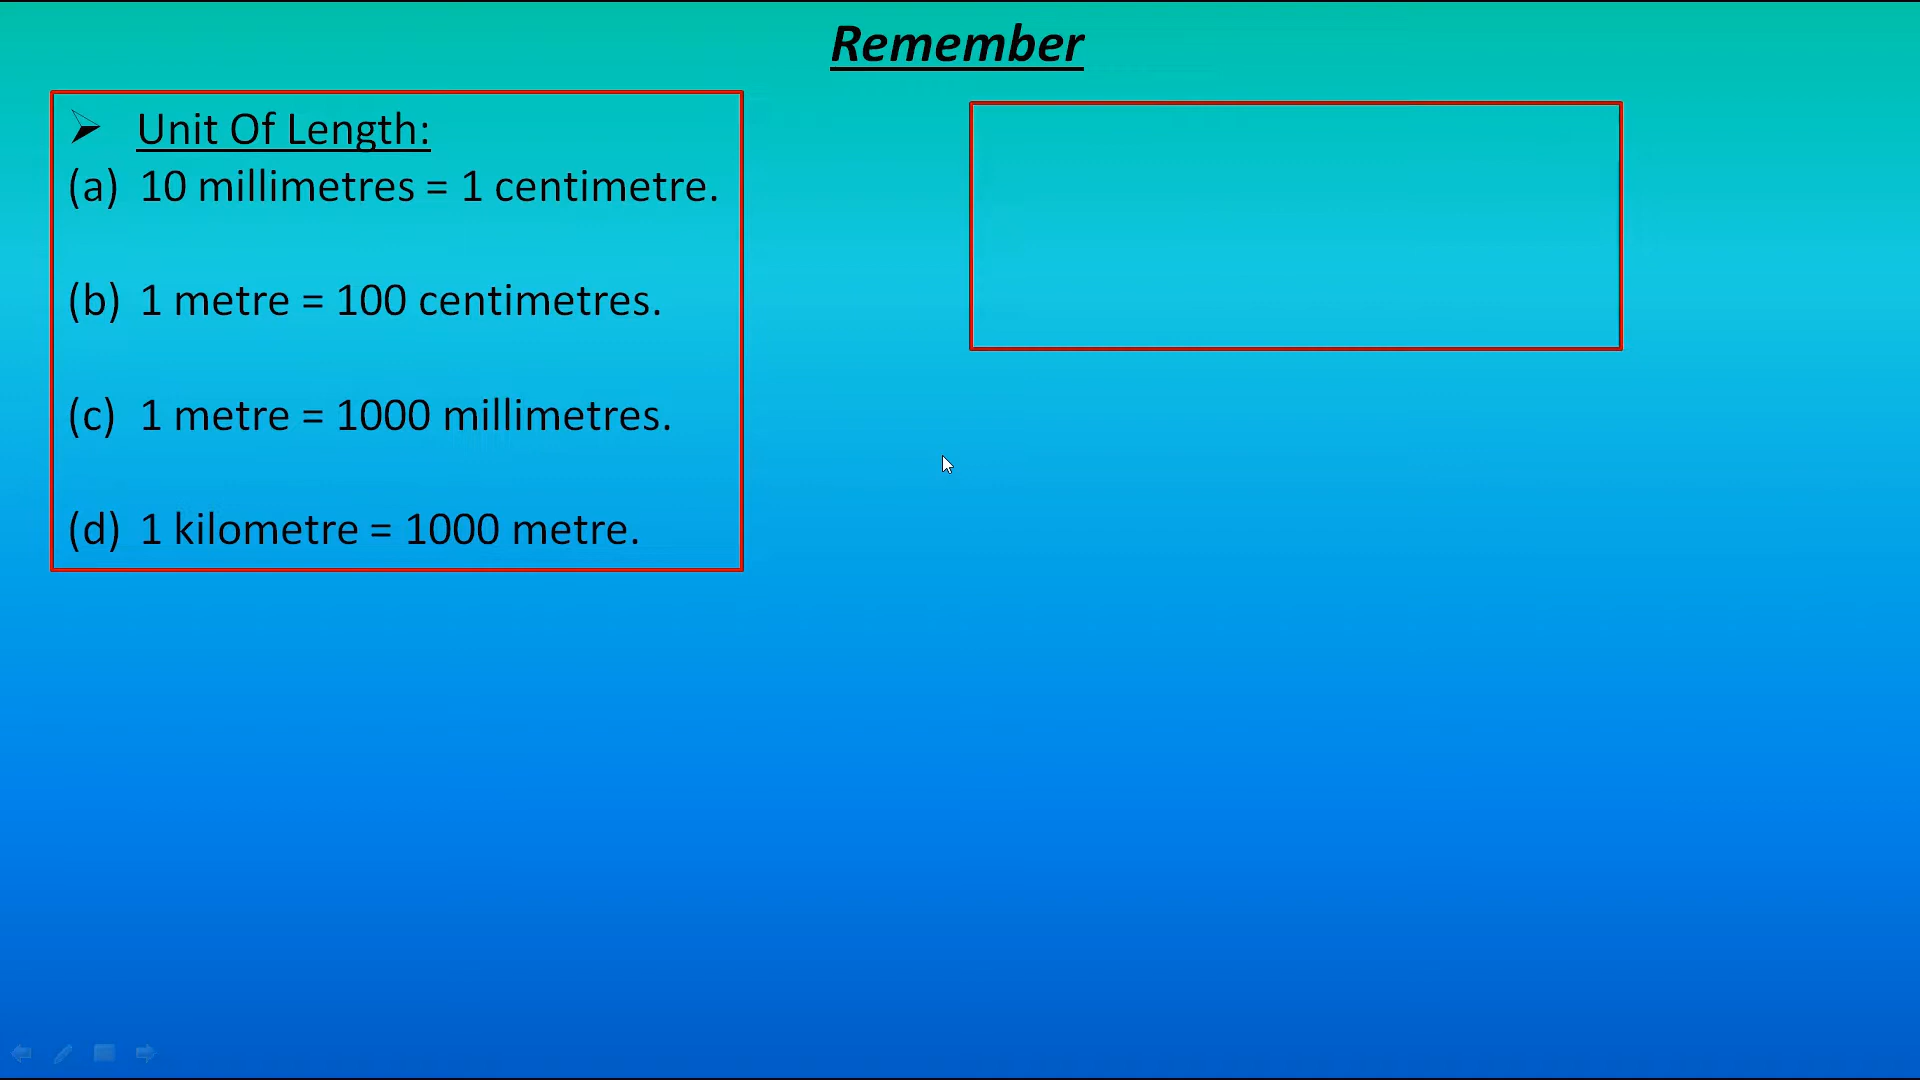 Remember
Unit Of Length:
(a) 10 millimetres = 1 centimetre.
(b) 1 metre = 100 centimetres.
(c) 1 metre = 1000 millimetres.
(d) 1 kilometre = 1000 metre.